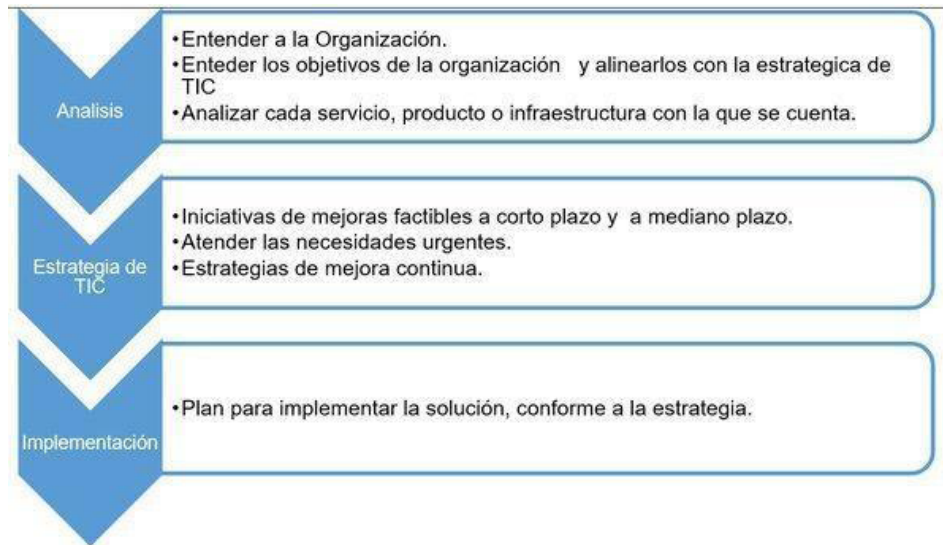 Analisis
•Entender a la Organización.
•Enteder los objetivos de la organización y alinearlos con la estrategica de
TIC
•Analizar cada servicio, producto o infraestructura con la que se cuenta.
Estrategia de
TIC
•Iniciativas de mejoras factibles a corto plazo y a mediano plazo.
•Atender las necesidades urgentes.
•Estrategias de mejora continua.
Implementación
•Plan para implementar la solución, conforme a la estrategia.